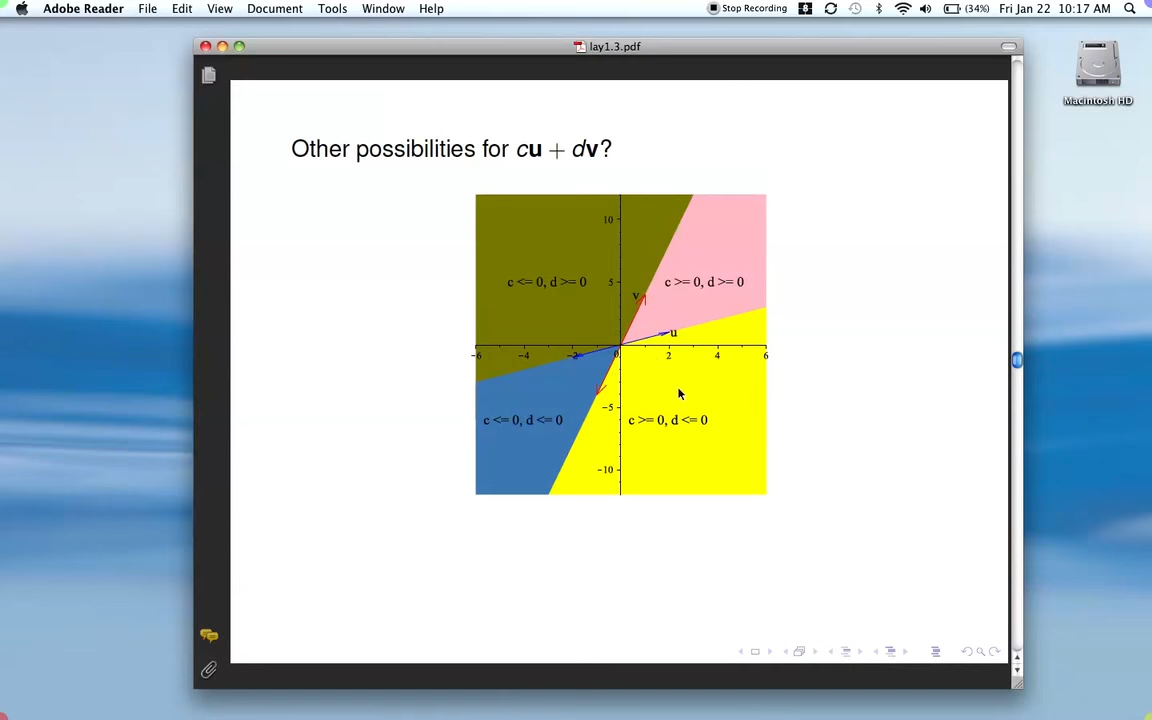 Adobe Reader File Edit View Document Tools Window Help Stop Recording (34%) Fri Jan 22 10:17 AM
lay1.3.pdf
Macintosh HD
Other possibilities for cu + dv?
10
c <= 0, d >= 0 5 c >= 0, d >= 0
v
u
−6 −4 −2 0 2 4 6
−5
c <= 0, d <= 0 c >= 0, d <= 0
−10